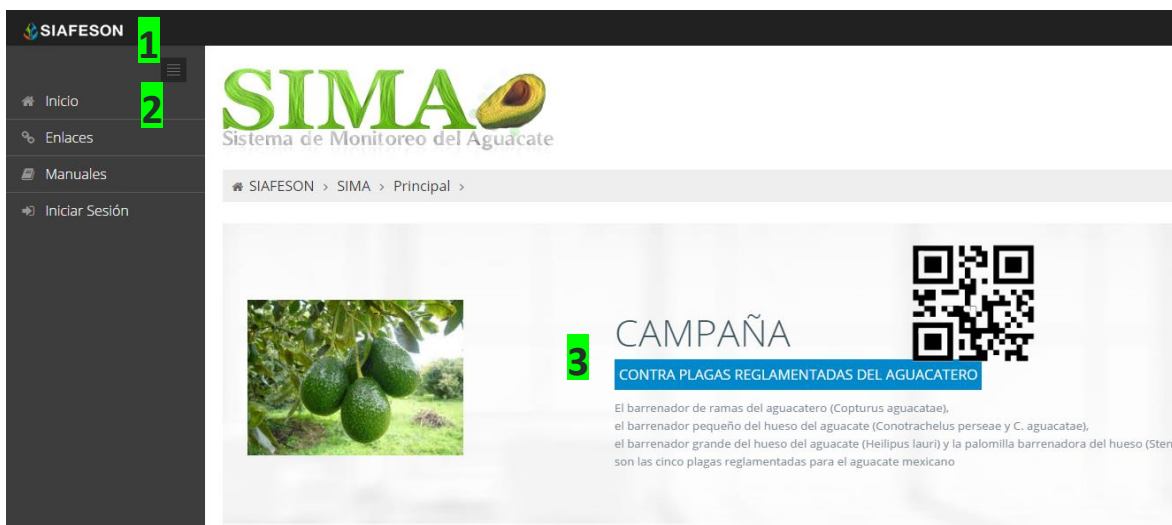 SIAFESON
1
Inicio
2
Enlaces
Manuales
Iniciar Sesión
SIMA
Sistema de Monitoreo del Aguacate
SIAFESON > SIMA > Principal >
3
CAMPAÑA
CONTRA PLAGAS REGLAMENTADAS DEL AGUACATERO
El barrenador de ramas del aguacatero (Copturus aguacatae),
el barrenador pequeño del hueso del aguacate (Conotrachelus perseae y C. aguacatae),
el barrenador grande del hueso del aguacate (Heilipus lauri) y la palomilla barrenadora del hueso (Sten
son las cinco plagas reglamentadas para el aguacate mexicano